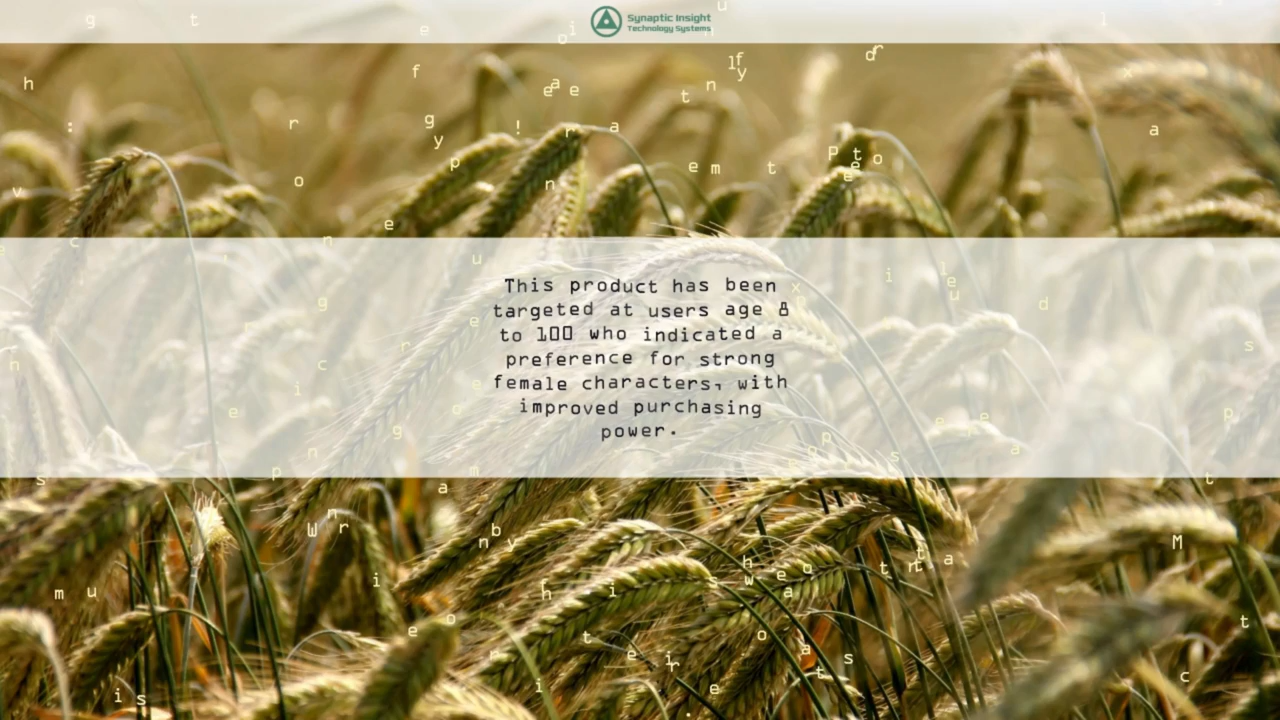 Synaptic Insight
Technology Systems
This product has been
targeted at users age 8
to 100 who indicated a
preference for strong
female characters, with
improved purchasing
power.